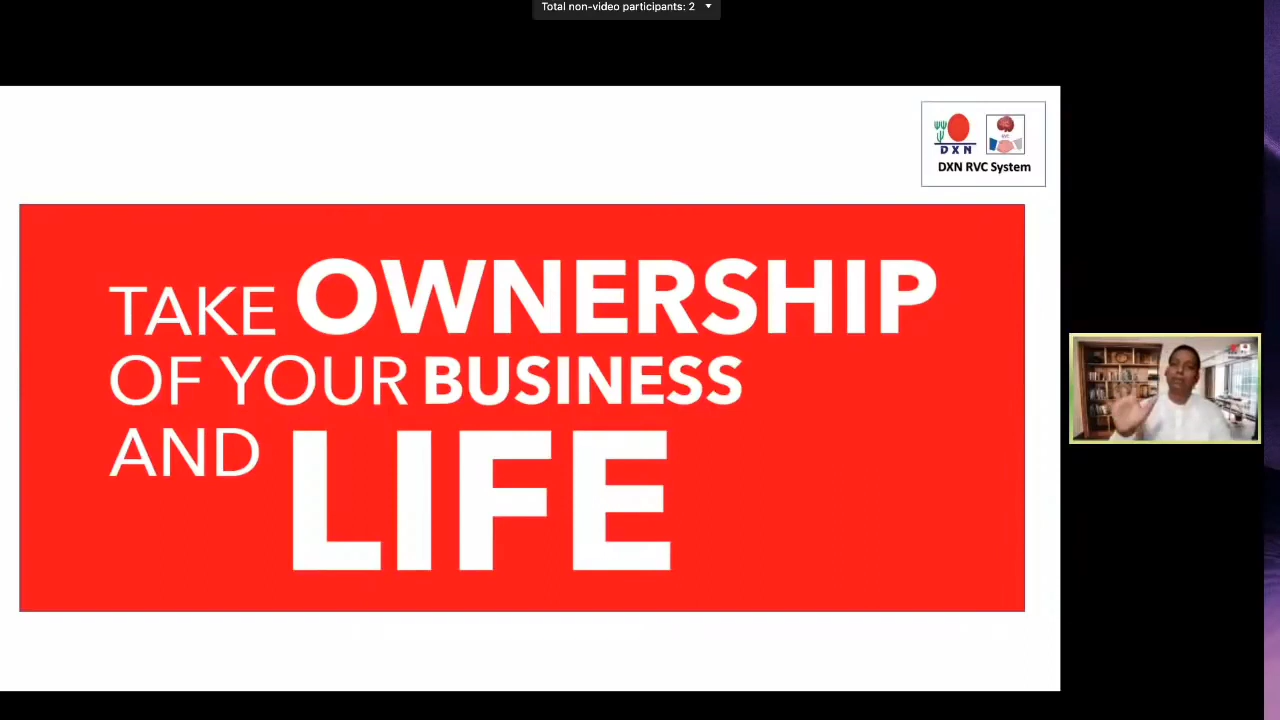 Total non-video participants: 2
DXN
DXN RVC System
TAKE OWNERSHIP
OF YOUR BUSINESS
AND LIFE